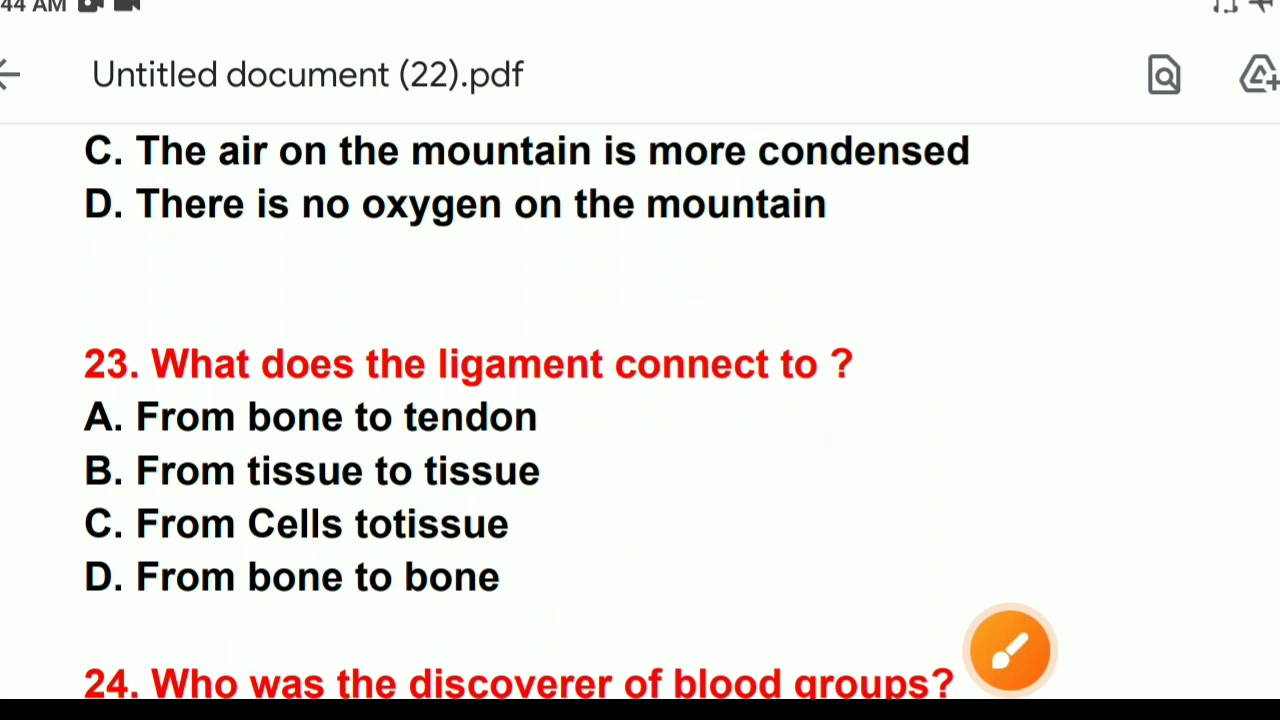 44 AM
Untitled document (22).pdf
C. The air on the mountain is more condensed
D. There is no oxygen on the mountain
23. What does the ligament connect to ?
A. From bone to tendon
B. From tissue to tissue
C. From Cells totissue
D. From bone to bone
24. Who was the discoverer of blood groups?